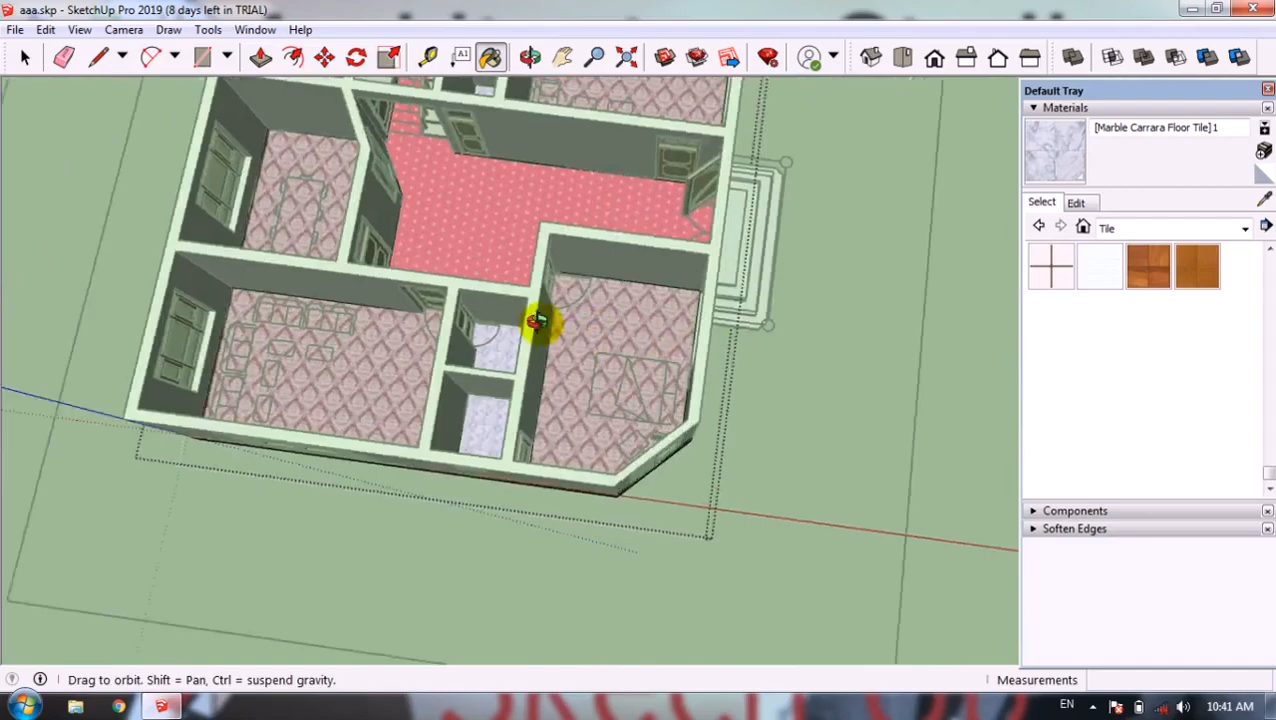 aaa.skp - SketchUp Pro 2019 (8 days left in TRIAL)
File Edit View Camera Draw Tools Window Help
A1
Default Tray
Materials
[Marble Carrara Floor Tile]1
Select Edit
Tile
Components
Soften Edges
Drag to orbit. Shift = Pan, Ctrl = suspend gravity.
Measurements
EN
10:41 AM